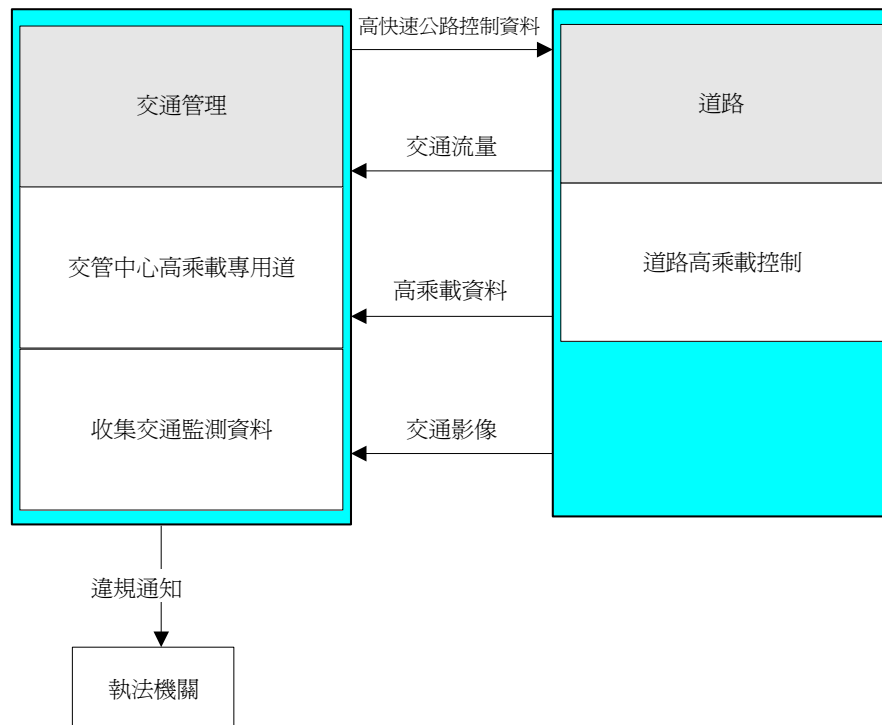 高快速公路控制資料
交通管理
道路
交通流量
交管中心高乘載專用道
道路高乘載控制
高乘載資料
收集交通監測資料
交通影像
違規通知
執法機關